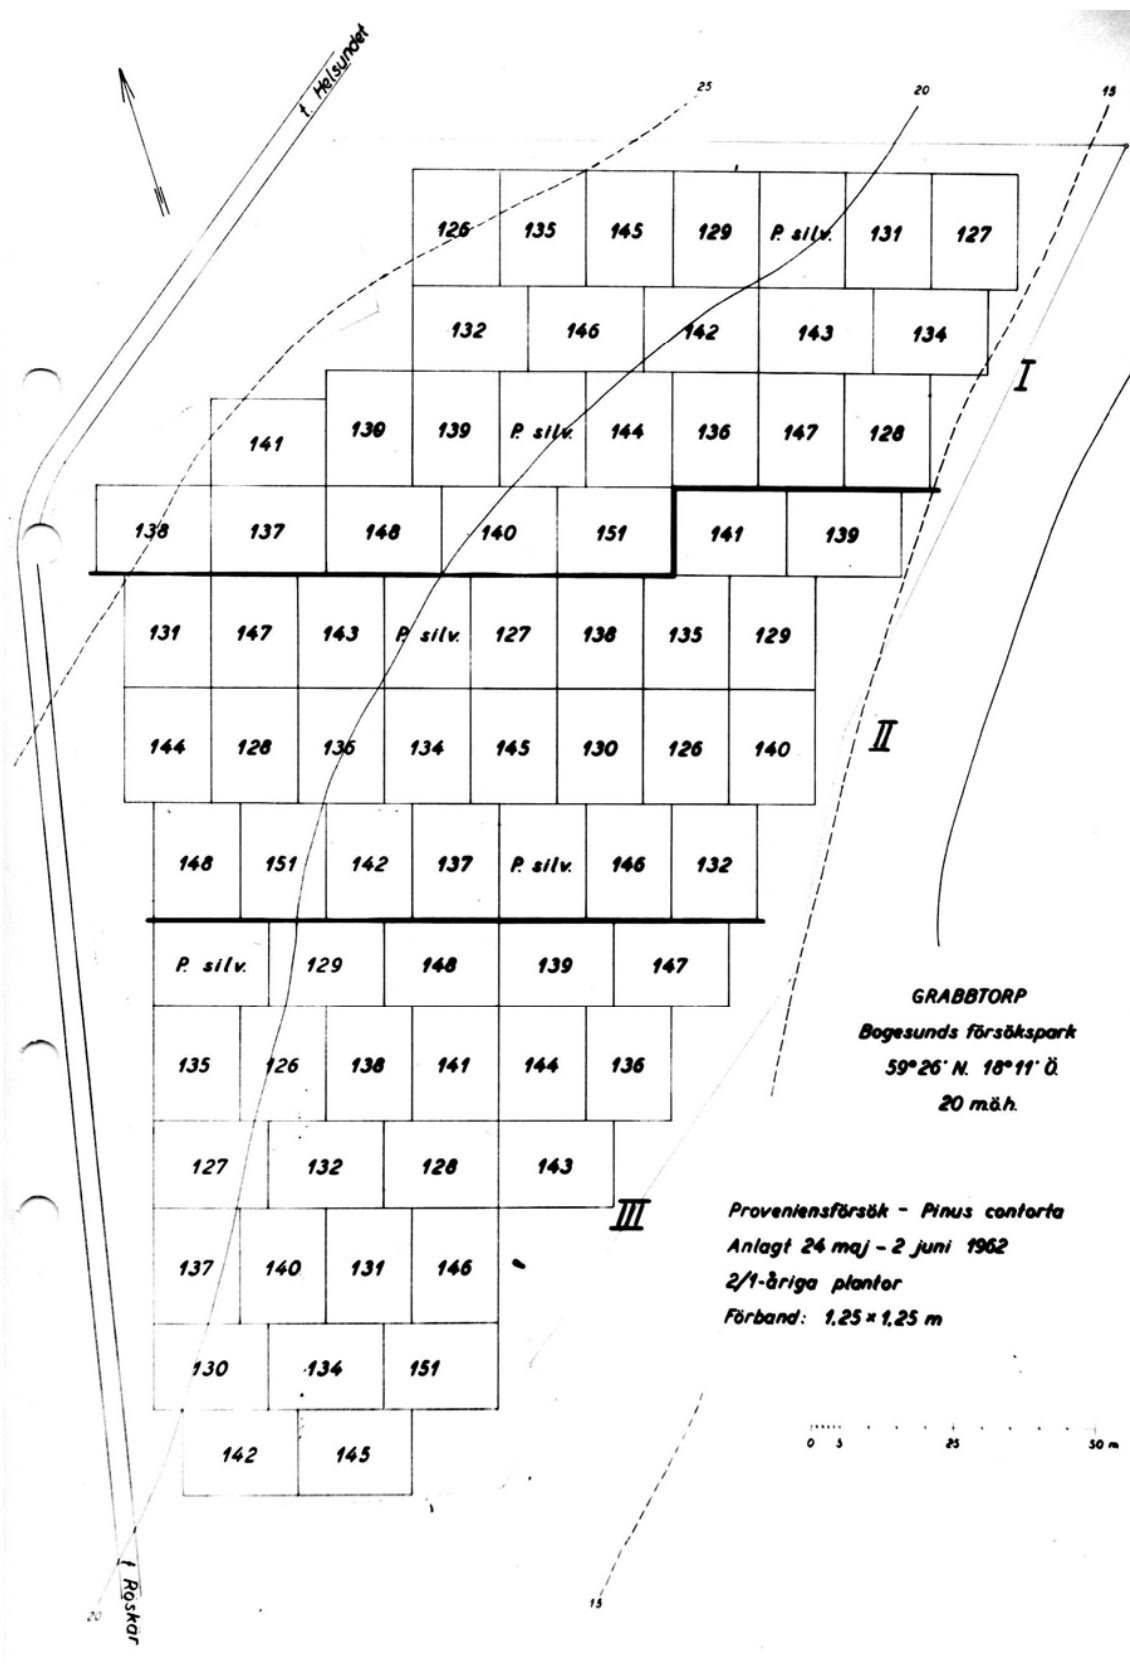 t. Helsundet
25 20 15
126 135 145 129 P. silv. 131 127
132 146 142 143 134
I
141 130 139 P. silv. 144 136 147 128
138 137 148 140 151 141 139
131 147 143 P. silv. 127 138 135 129
II
144 128 136 134 145 130 126 140
148 151 142 137 P. silv. 146 132
P. silv. 129 148 139 147
GRABBTORP
Bogesunds försökspark
59°26' N. 18°11' Ö.
20 m.ö.h.
135 126 138 141 144 136
127 132 128 143
III
Proveniensförsök - Pinus contorta
Anlagt 24 maj - 2 juni 1962
2/1-åriga plantor
Förband: 1,25 × 1,25 m
137 140 131 146
130 134 151
0 5 25 50 m
142 145
t Röskär
20 15